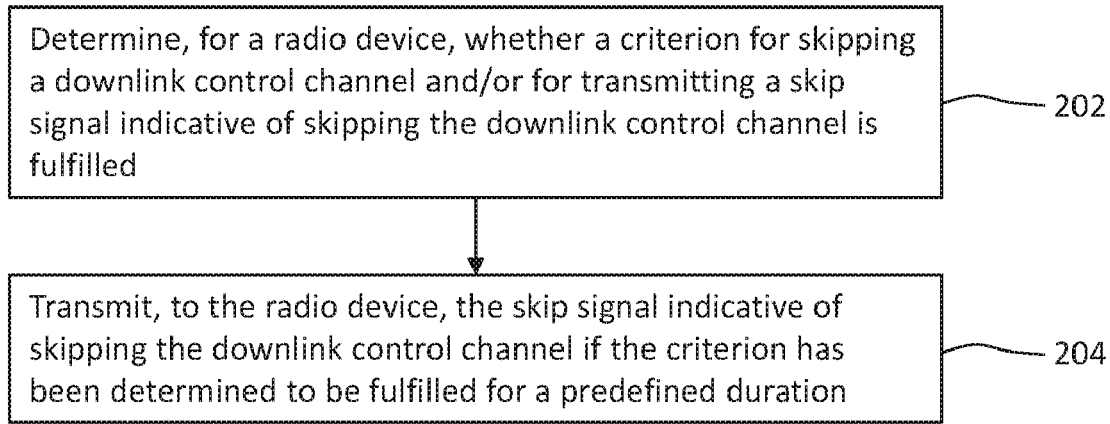 Determine, for a radio device, whether a criterion for skipping
a downlink control channel and/or for transmitting a skip
signal indicative of skipping the downlink control channel is
fulfilled
202
Transmit, to the radio device, the skip signal indicative of
skipping the downlink control channel if the criterion has
been determined to be fulfilled for a predefined duration
204